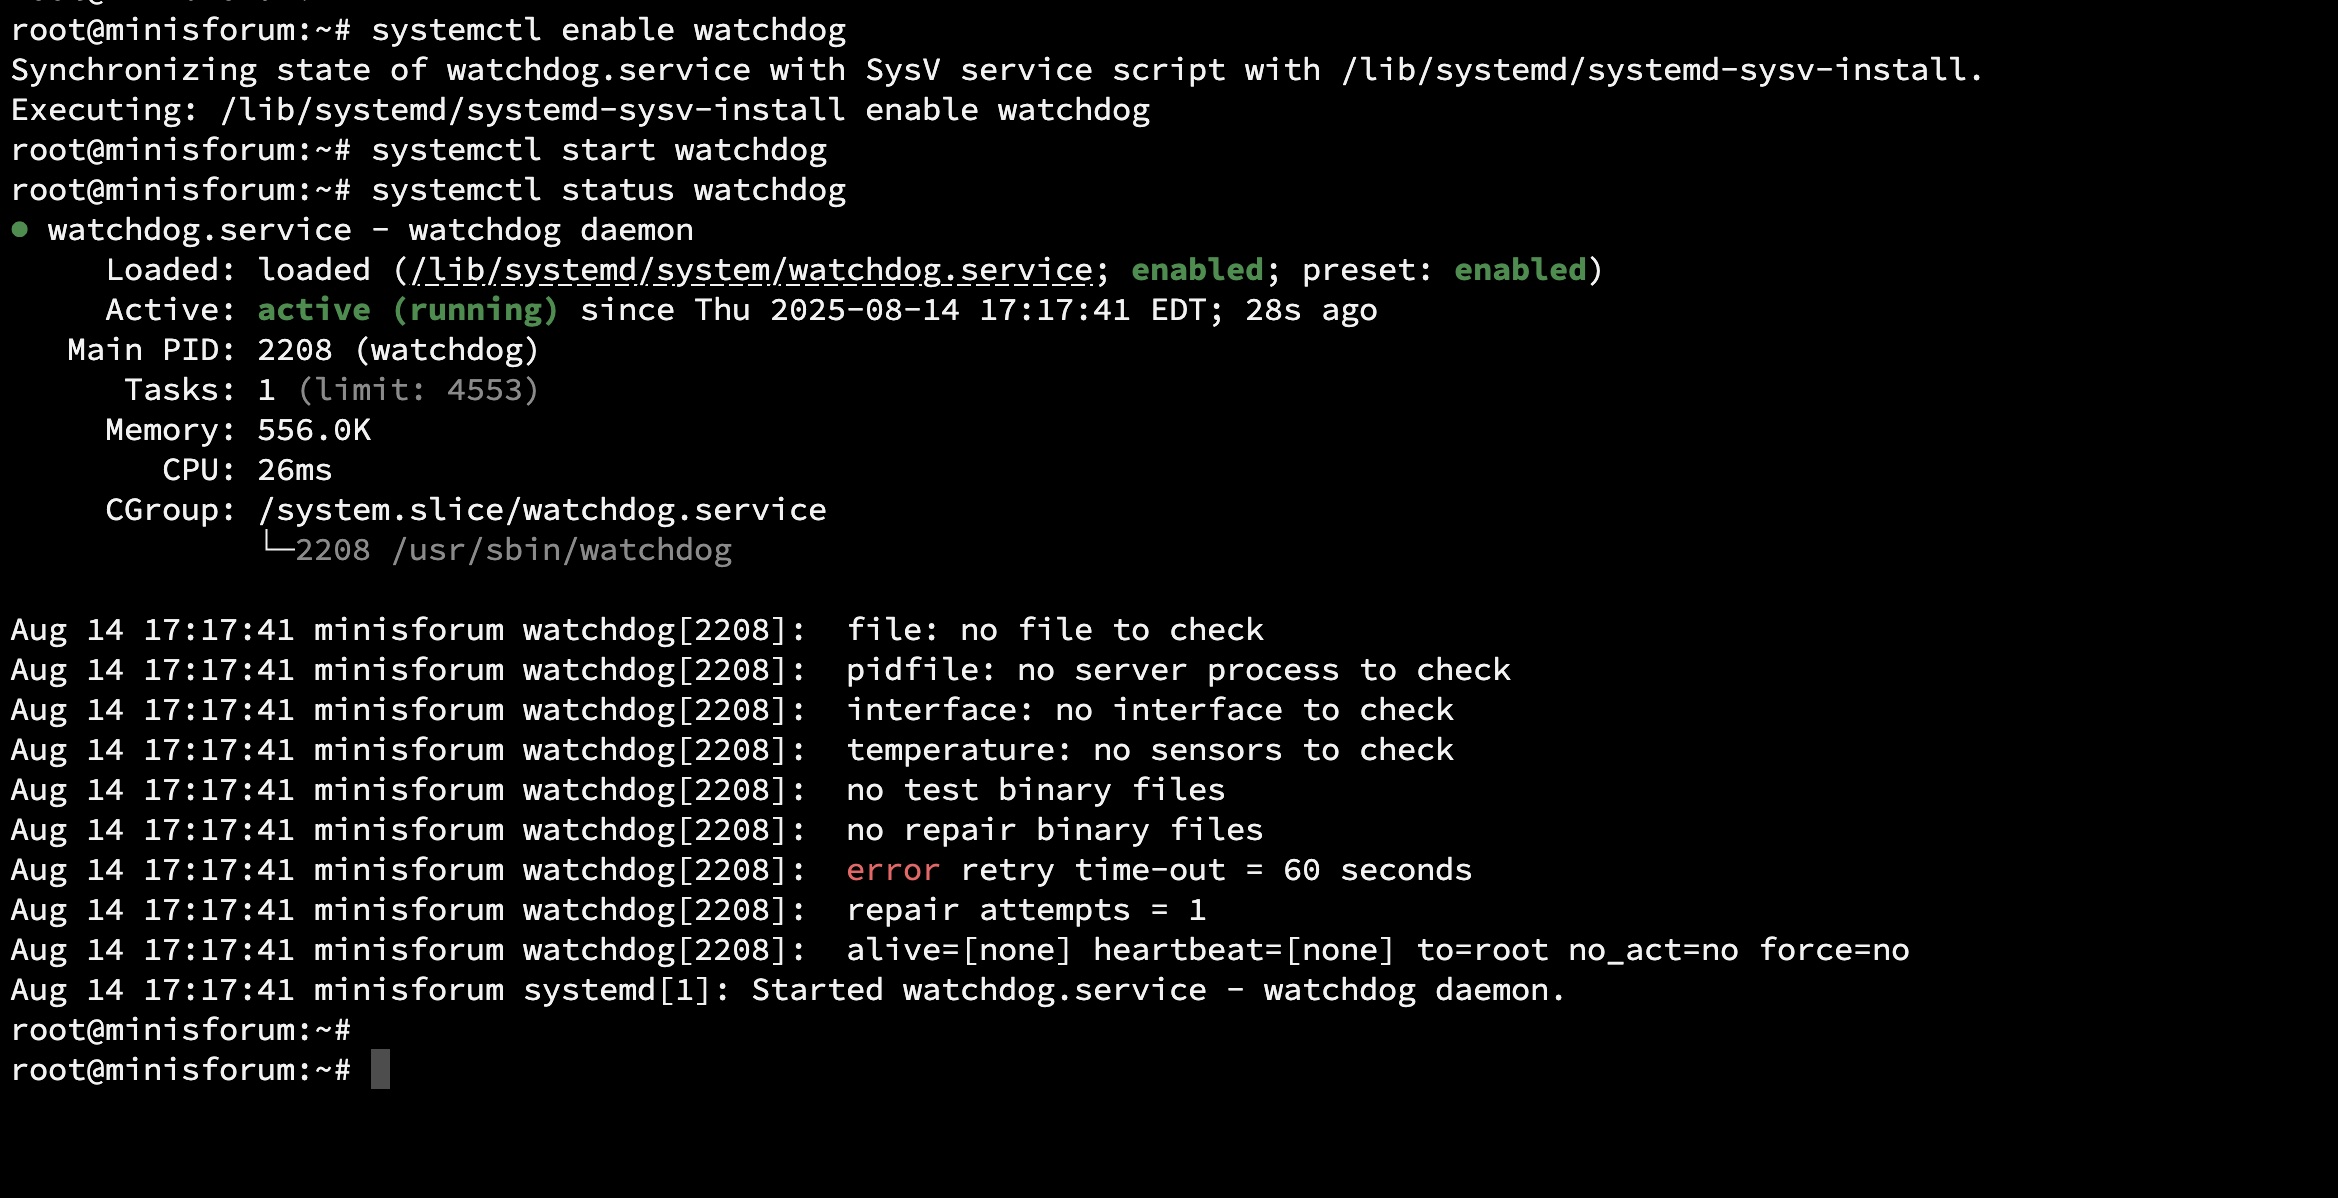 root@minisforum:~# systemctl enable watchdog
Synchronizing state of watchdog.service with SysV service script with /lib/systemd/systemd-sysv-install.
Executing: /lib/systemd/systemd-sysv-install enable watchdog
root@minisforum:~# systemctl start watchdog
root@minisforum:~# systemctl status watchdog
● watchdog.service - watchdog daemon
     Loaded: loaded (/lib/systemd/system/watchdog.service; enabled; preset: enabled)
     Active: active (running) since Thu 2025-08-14 17:17:41 EDT; 28s ago
   Main PID: 2208 (watchdog)
      Tasks: 1 (limit: 4553)
     Memory: 556.0K
        CPU: 26ms
     CGroup: /system.slice/watchdog.service
             └─2208 /usr/sbin/watchdog

Aug 14 17:17:41 minisforum watchdog[2208]:  file: no file to check
Aug 14 17:17:41 minisforum watchdog[2208]:  pidfile: no server process to check
Aug 14 17:17:41 minisforum watchdog[2208]:  interface: no interface to check
Aug 14 17:17:41 minisforum watchdog[2208]:  temperature: no sensors to check
Aug 14 17:17:41 minisforum watchdog[2208]:  no test binary files
Aug 14 17:17:41 minisforum watchdog[2208]:  no repair binary files
Aug 14 17:17:41 minisforum watchdog[2208]:  error retry time-out = 60 seconds
Aug 14 17:17:41 minisforum watchdog[2208]:  repair attempts = 1
Aug 14 17:17:41 minisforum watchdog[2208]:  alive=[none] heartbeat=[none] to=root no_act=no force=no
Aug 14 17:17:41 minisforum systemd[1]: Started watchdog.service - watchdog daemon.
root@minisforum:~#
root@minisforum:~#